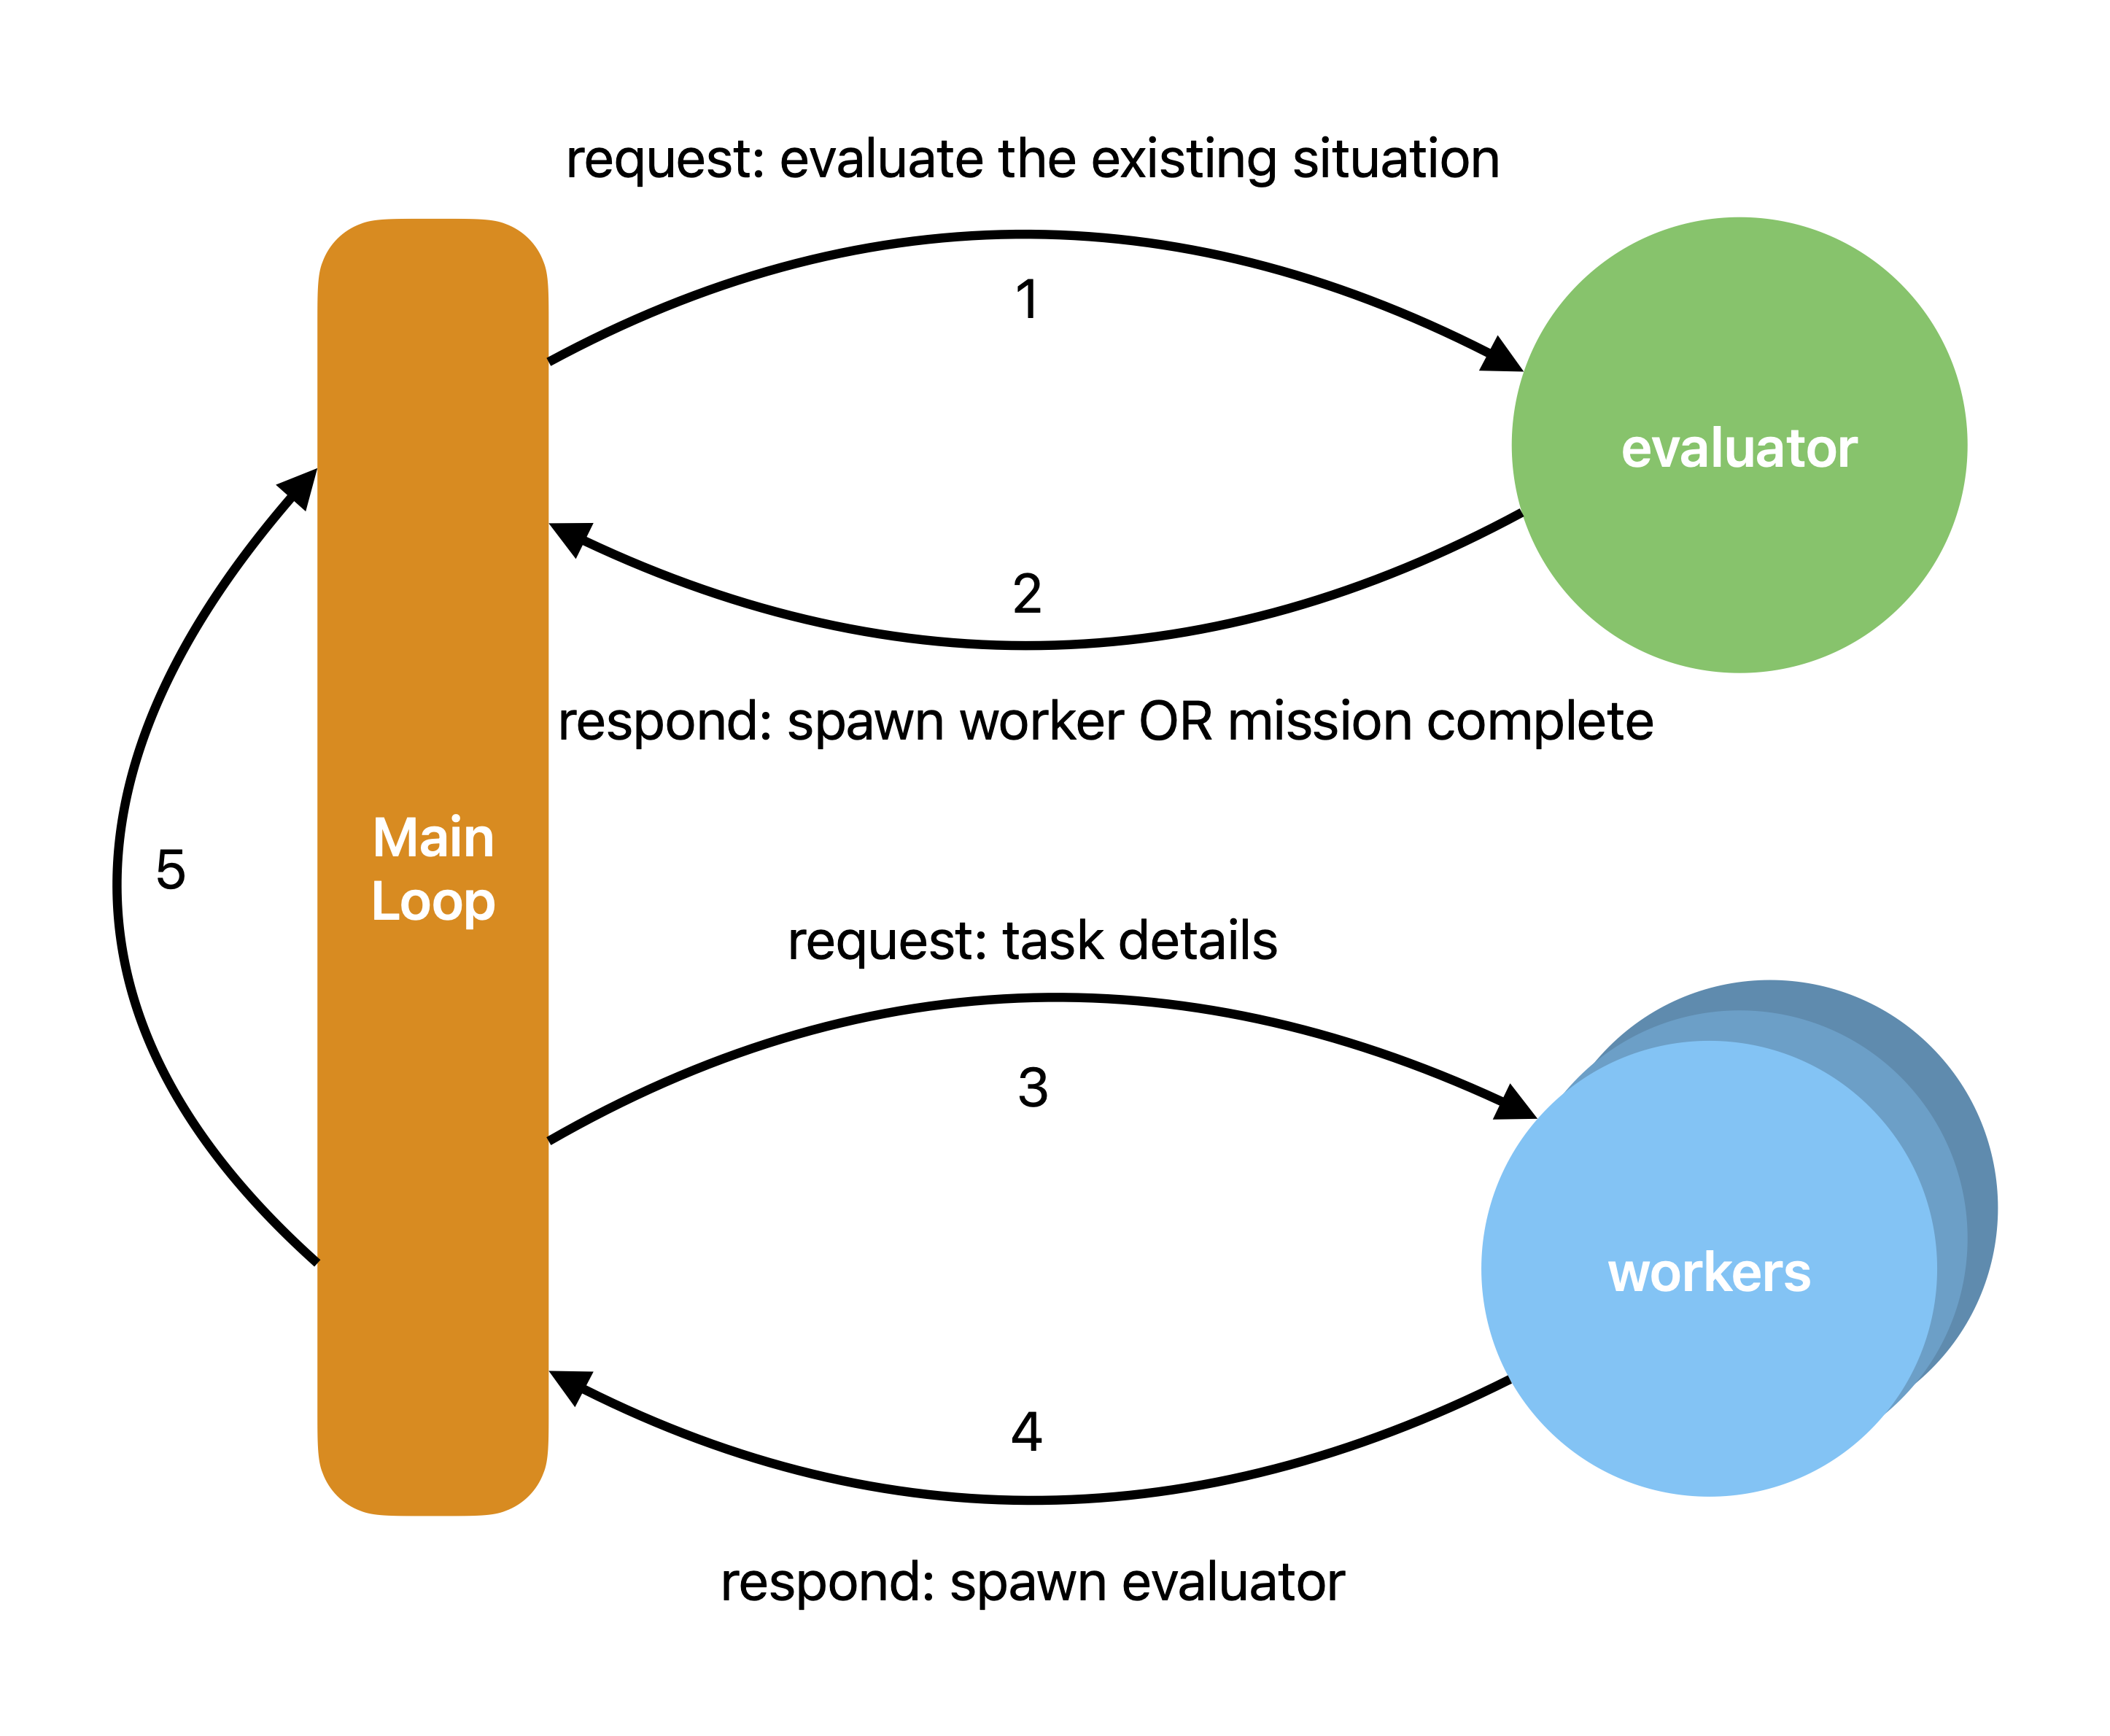 request: evaluate the existing situation
1
evaluator
2
respond: spawn worker OR mission complete
Main
Loop
5
request: task details
3
workers
4
respond: spawn evaluator